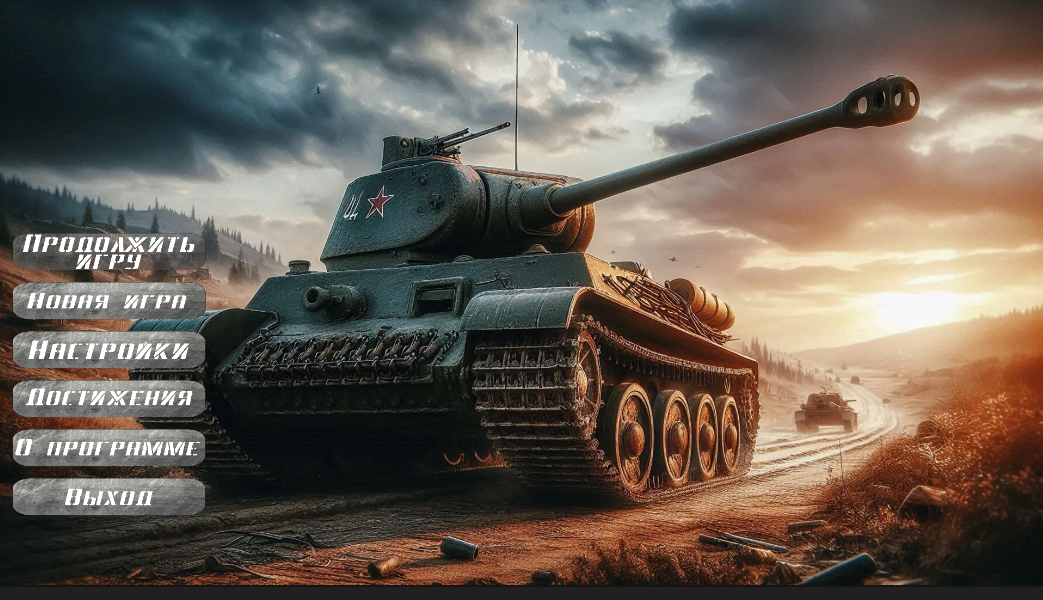 Продолжить
игру
Новая игра
Настройки
Достижения
О программе
Выход